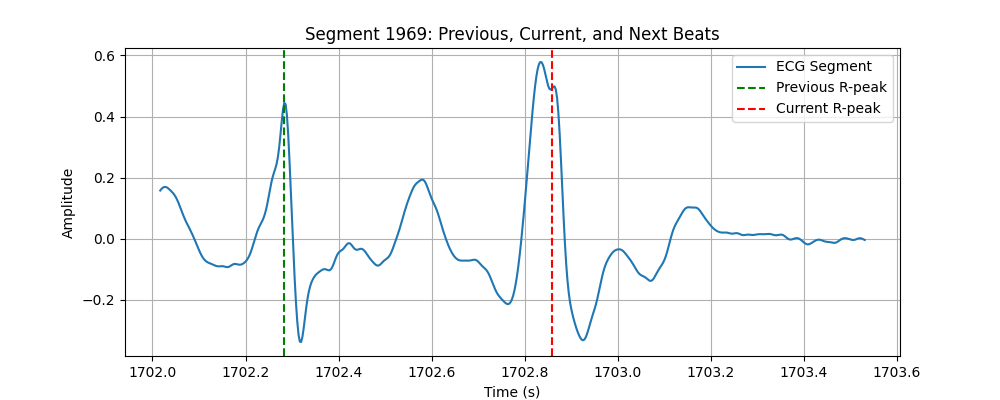 Segment 1969: Previous, Current, and Next Beats
ECG Segment
Previous R-peak
Current R-peak
Amplitude
0.6
0.4
0.2
0.0
−0.2
1702.0 1702.2 1702.4 1702.6 1702.8 1703.0 1703.2 1703.4 1703.6
Time (s)